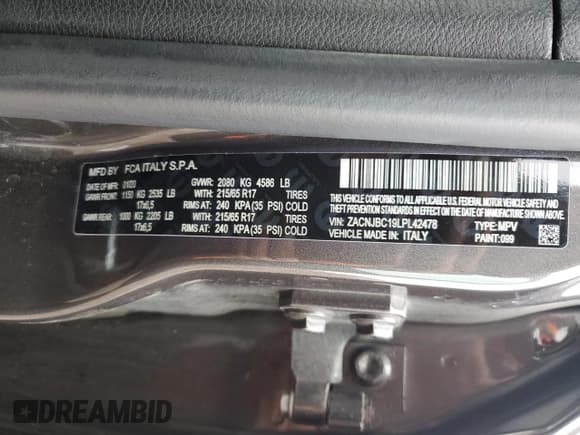 MFD BY FCA ITALY S.P.A.
DATE OF MFR: 01/20 GVWR: 2080 KG 4586 LB
GAWR FRONT: 1150 KG 2535 LB WITH: 215/65 R17 TIRES
17x6,5 RIMS AT: 240 KPA (35 PSI) COLD
GAWR REAR: 1000 KG 2205 LB WITH: 215/65 R17 TIRES
17x6,5 RIMS AT: 240 KPA (35 PSI) COLD
THIS VEHICLE CONFORMS TO ALL APPLICABLE U.S. FEDERAL MOTOR VEHICLE
SAFETY, BUMPER, AND THEFT PREVENTION STANDARDS IN EFFECT
ON THE DATE OF MANUFACTURE SHOWN ABOVE.
VIN: ZACNJBC19LPL42478 TYPE: MPV
VEHICLE MADE IN: ITALY PAINT: 099
DREAMBID